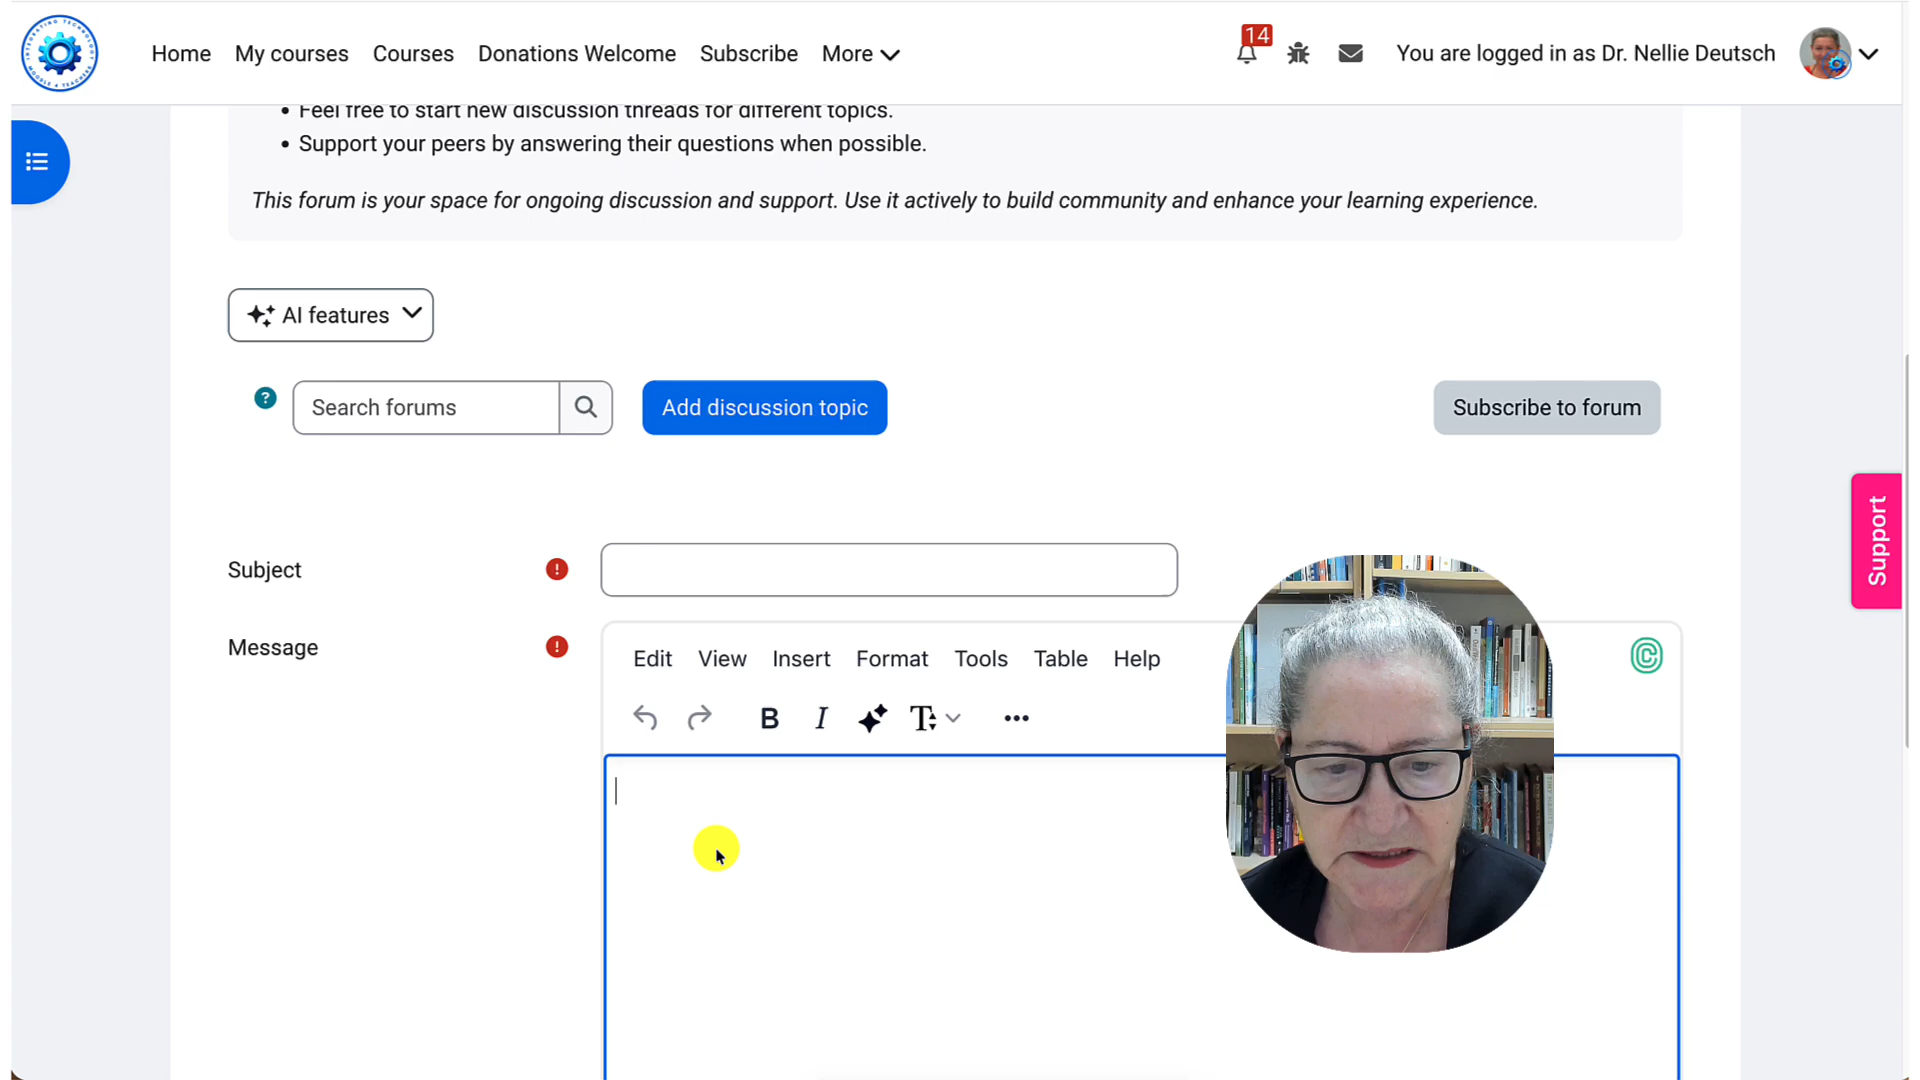 Home My courses Courses Donations Welcome Subscribe More 14 You are logged in as Dr. Nellie Deutsch
Feel free to start new discussion threads for different topics.
Support your peers by answering their questions when possible.
This forum is your space for ongoing discussion and support. Use it actively to build community and enhance your learning experience.
AI features
? Search forums Add discussion topic Subscribe to forum
Support
Subject !
Message !
Edit View Insert Format Tools Table Help
B I T